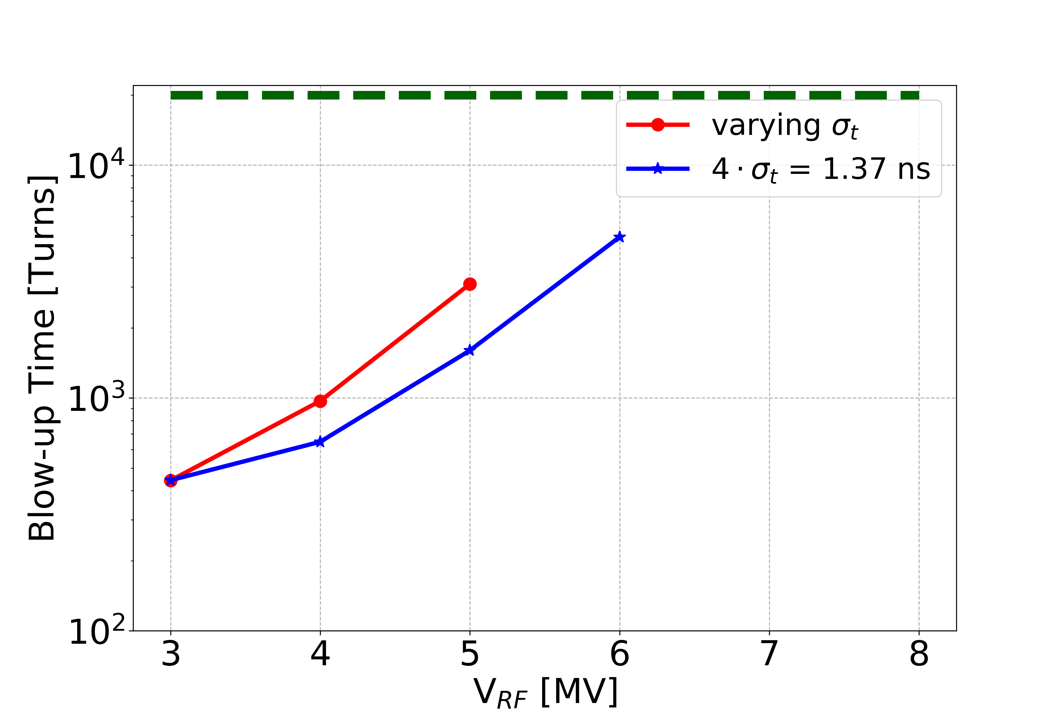 varying σₜ
4 · σₜ = 1.37 ns
Blow-up Time [Turns]
10⁴
10³
10²
3 4 5 6 7 8
V_RF [MV]